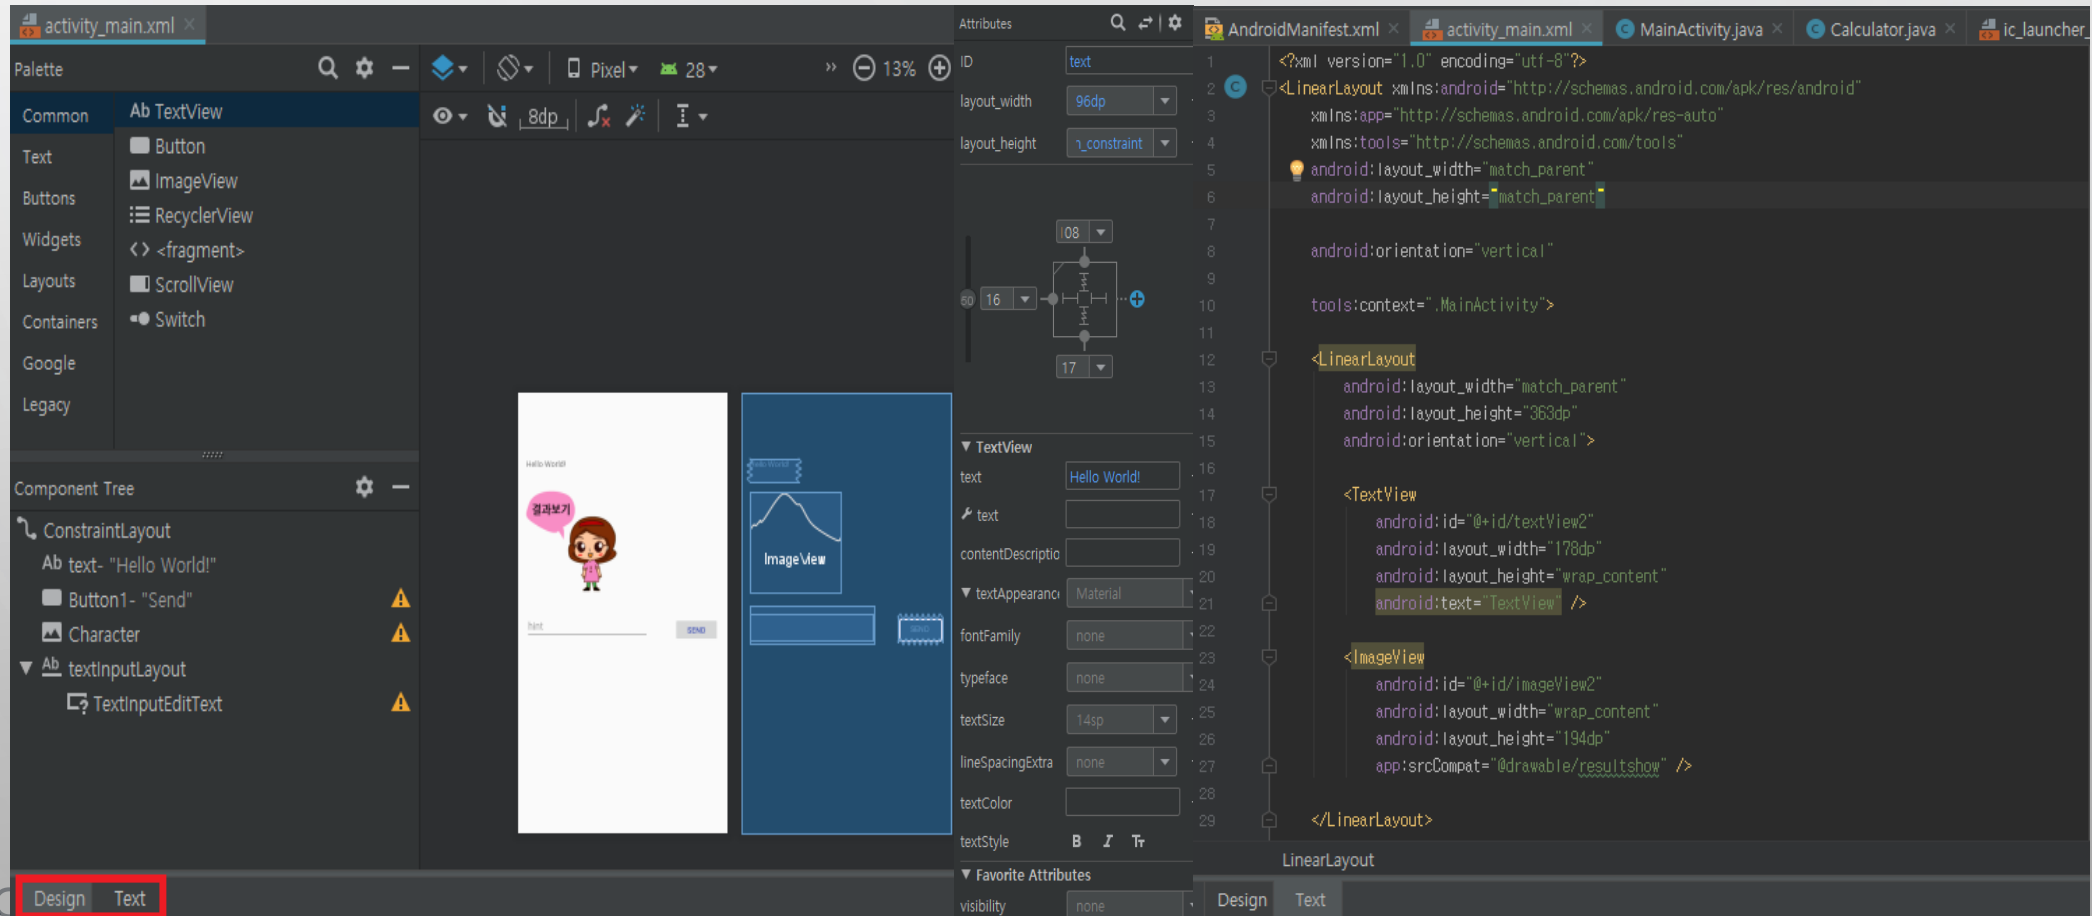 activity_main.xml
Palette
Common
Text
Buttons
Widgets
Layouts
Containers
Google
Legacy
Ab TextView
Button
ImageView
RecyclerView
<fragment>
ScrollView
Switch
Pixel
28
13%
8dp
Component Tree
ConstraintLayout
Ab text- "Hello World!"
Button1- "Send"
Character
Ab textInputLayout
TextInputEditText
Hello World!
결과보기
hint
SEND
Hello World!
ImageView
SEND
Design Text
Attributes
ID text
layout_width 96dp
layout_height n_constraint
108
50 16
17
TextView
text Hello World!
text
contentDescriptio
textAppearance Material
fontFamily none
typeface none
textSize 14sp
lineSpacingExtra none
textColor
textStyle B I Tt
Favorite Attributes
visibility none
AndroidManifest.xml activity_main.xml MainActivity.java Calculator.java ic_launcher_
1 <?xml version="1.0" encoding="utf-8"?>
2 C <LinearLayout xmlns:android="http://schemas.android.com/apk/res/android"
3 xmlns:app="http://schemas.android.com/apk/res-auto"
4 xmlns:tools="http://schemas.android.com/tools"
5 android:layout_width="match_parent"
6 android:layout_height="match_parent"
7
8 android:orientation="vertical"
9
10 tools:context=".MainActivity">
11
12 <LinearLayout
13 android:layout_width="match_parent"
14 android:layout_height="363dp"
15 android:orientation="vertical">
16
17 <TextView
18 android:id="@+id/textView2"
19 android:layout_width="178dp"
20 android:layout_height="wrap_content"
21 android:text="TextView" />
22
23 <ImageView
24 android:id="@+id/imageView2"
25 android:layout_width="wrap_content"
26 android:layout_height="194dp"
27 app:srcCompat="@drawable/resultshow" />
28
29 </LinearLayout>
LinearLayout
Design Text